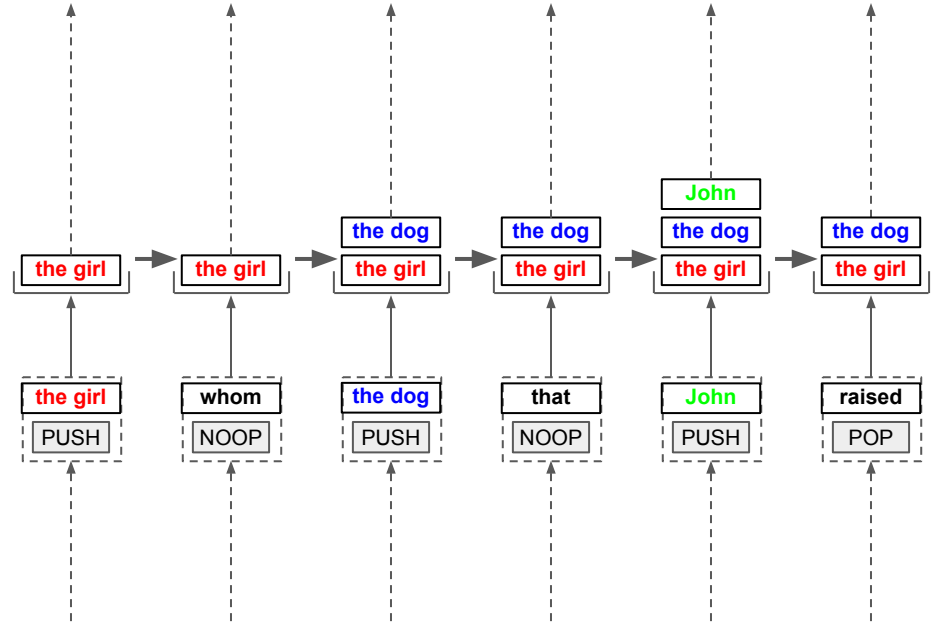 John
the dog the dog the dog the dog
the girl the girl the girl the girl the girl the girl
the girl whom the dog that John raised
PUSH NOOP PUSH NOOP PUSH POP